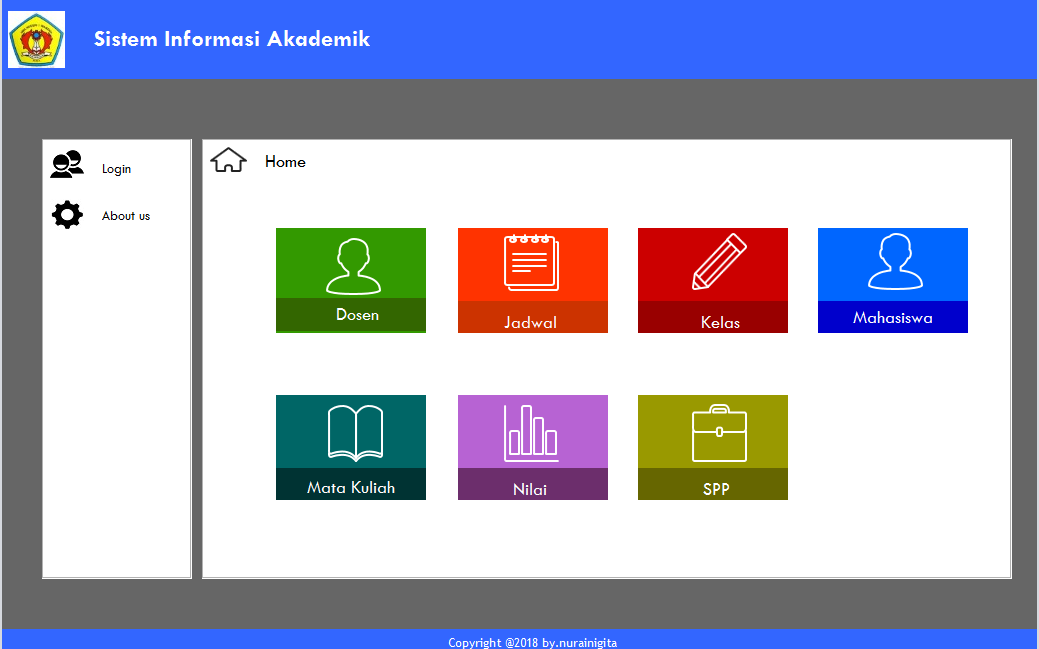 Sistem Informasi Akademik
Login
About us
Home
Dosen
Jadwal
Kelas
Mahasiswa
Mata Kuliah
Nilai
SPP
Copyright @2018 by.nurainigita